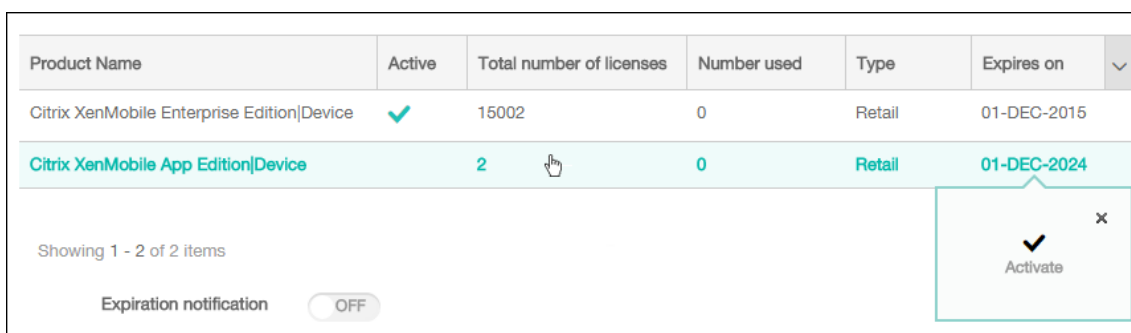 Product Name Active Total number of licenses Number used Type Expires on
Citrix XenMobile Enterprise Edition|Device 15002 0 Retail 01-DEC-2015
Citrix XenMobile App Edition|Device 2 0 Retail 01-DEC-2024
Showing 1 - 2 of 2 items
Activate
Expiration notification OFF